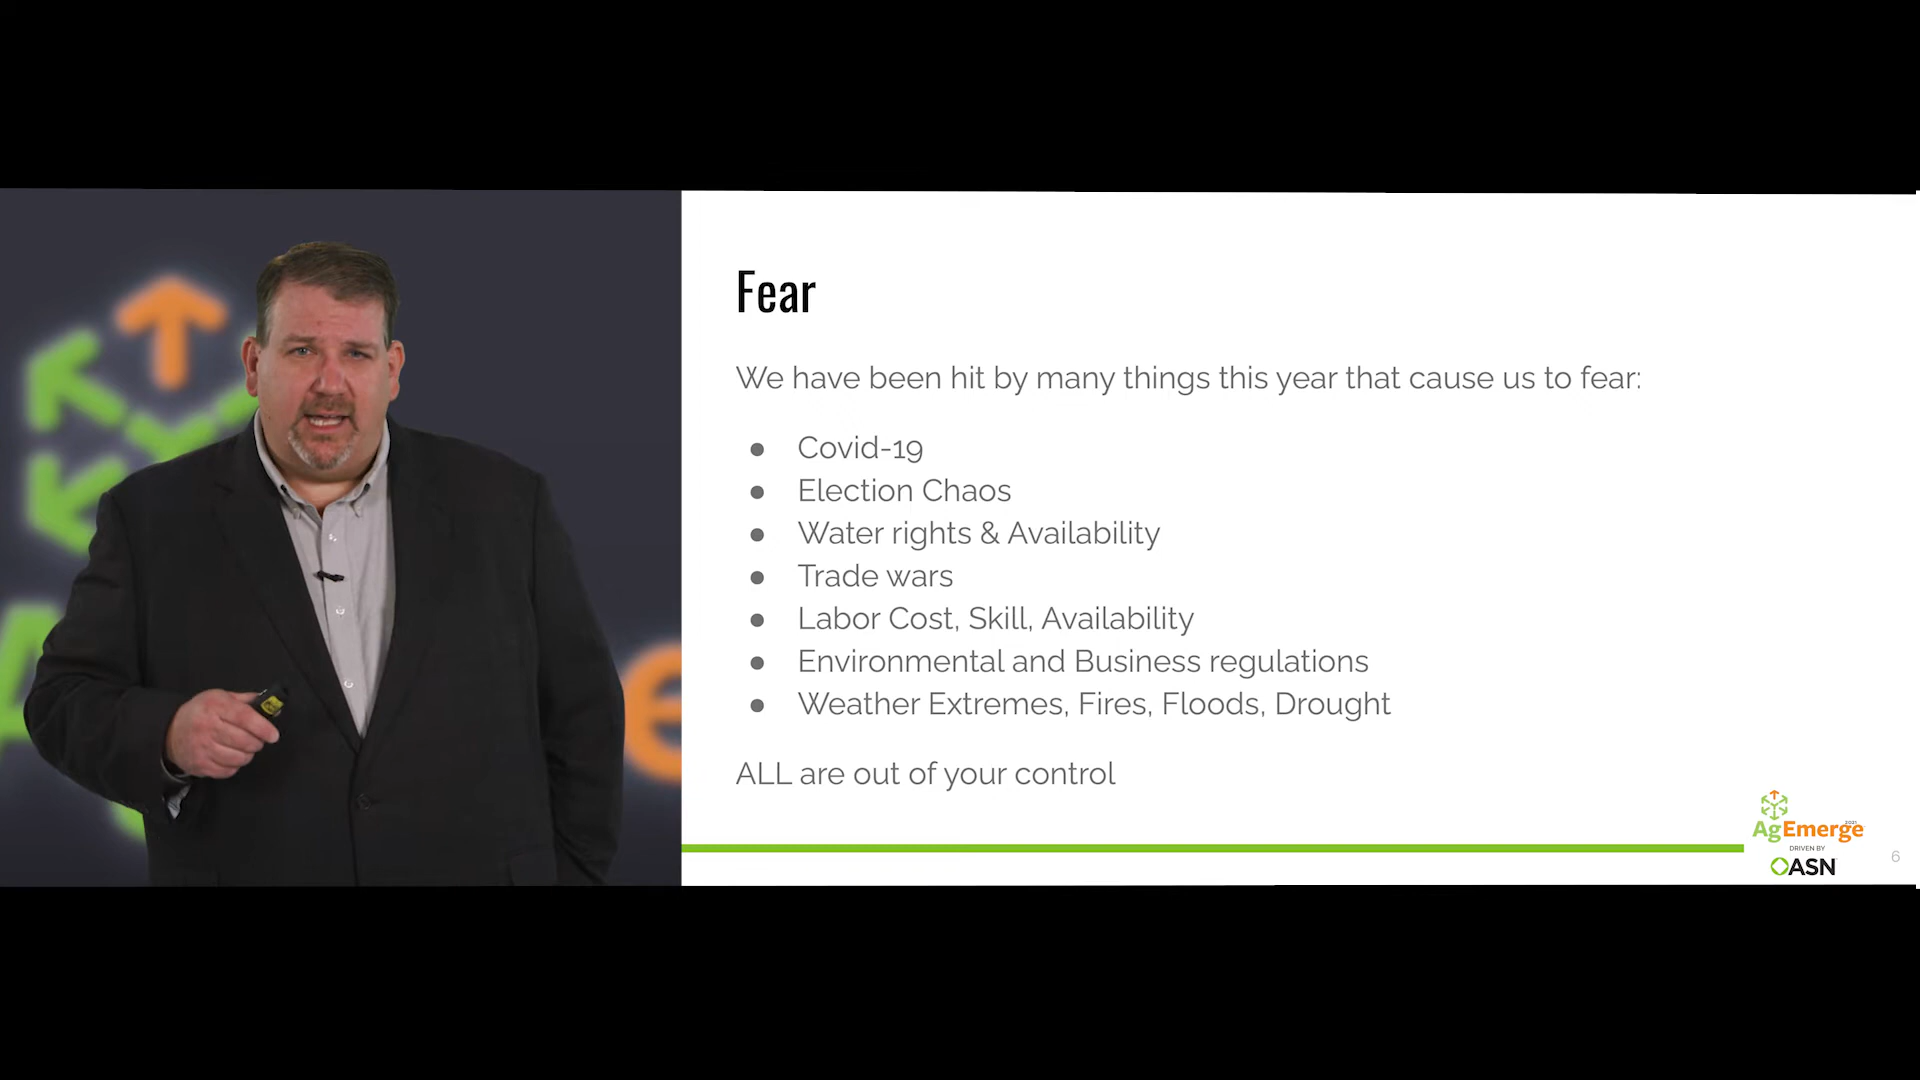 Fear
We have been hit by many things this year that cause us to fear:
● Covid-19
● Election Chaos
● Water rights & Availability
● Trade wars
● Labor Cost, Skill, Availability
● Environmental and Business regulations
● Weather Extremes, Fires, Floods, Drought
ALL are out of your control
AgEmerge
DRIVEN BY
ASN
6